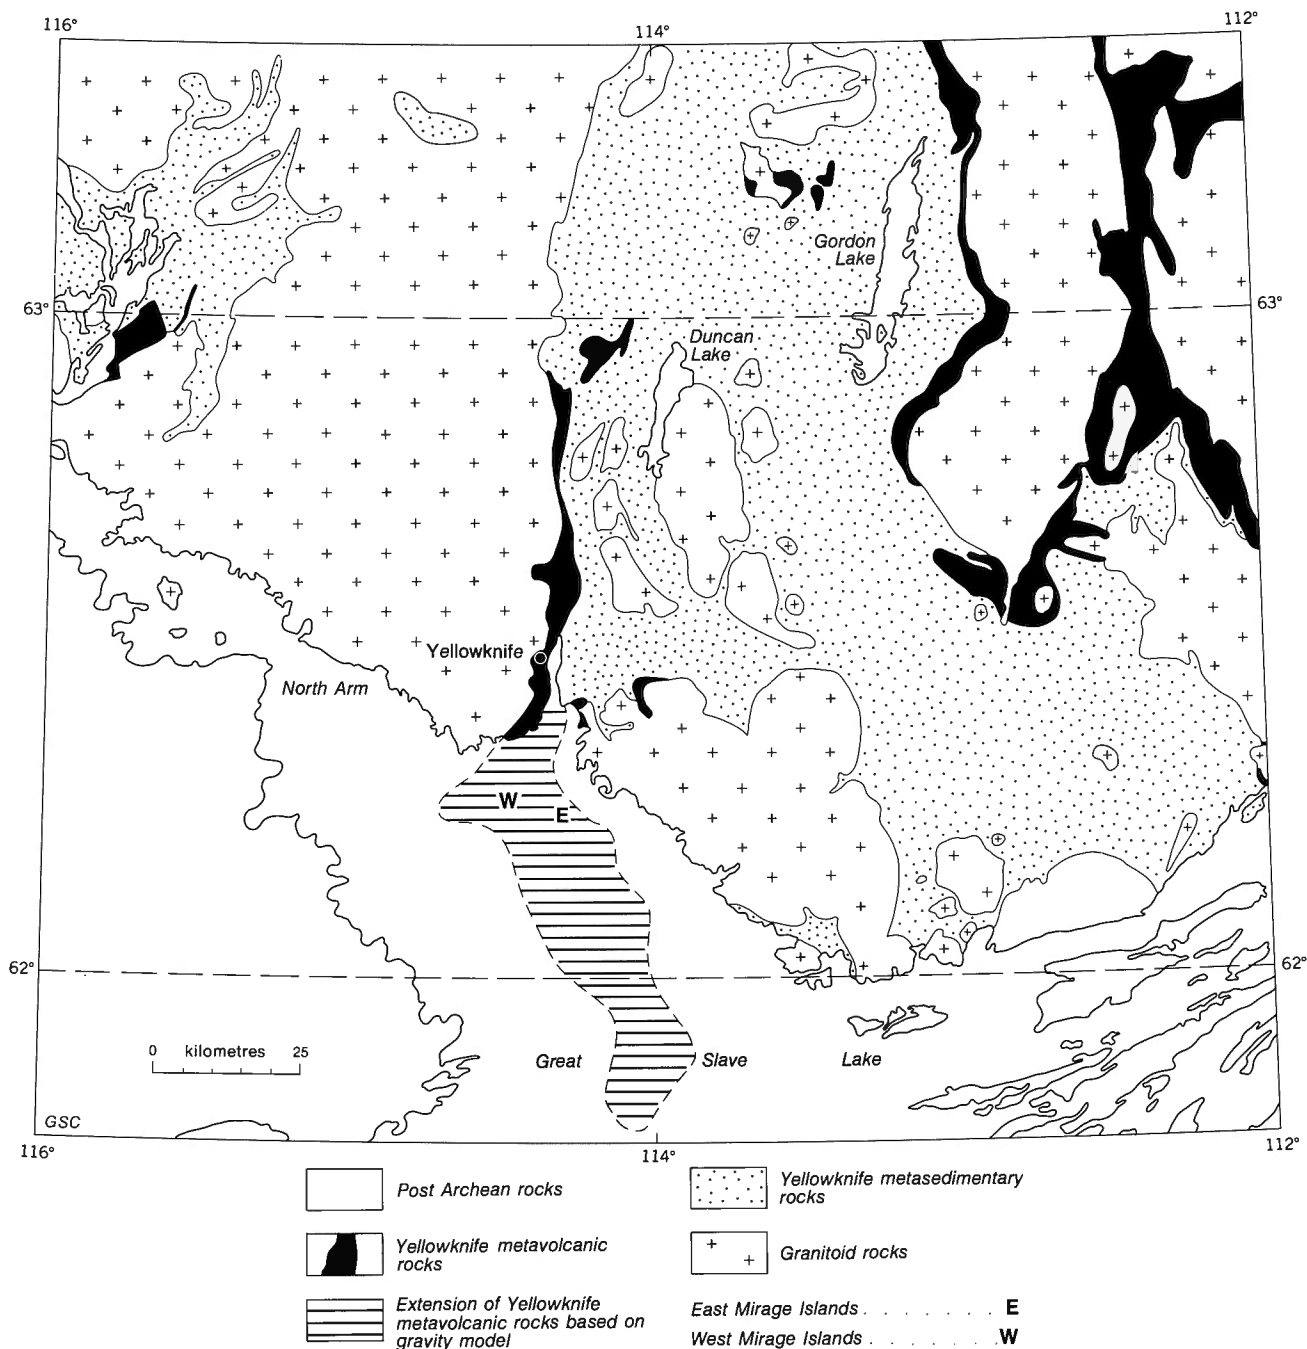 116°
114°
112°
Gordon
Lake
63°
63°
Duncan
Lake
Yellowknife
North Arm
W
E
62°
62°
0 kilometres 25
Great Slave Lake
GSC
116°
114°
112°
Post Archean rocks
Yellowknife metasedimentary
rocks
Yellowknife metavolcanic
rocks
Granitoid rocks
Extension of Yellowknife
metavolcanic rocks based on
gravity model
East Mirage Islands . . . . . . . E
West Mirage Islands . . . . . . . W